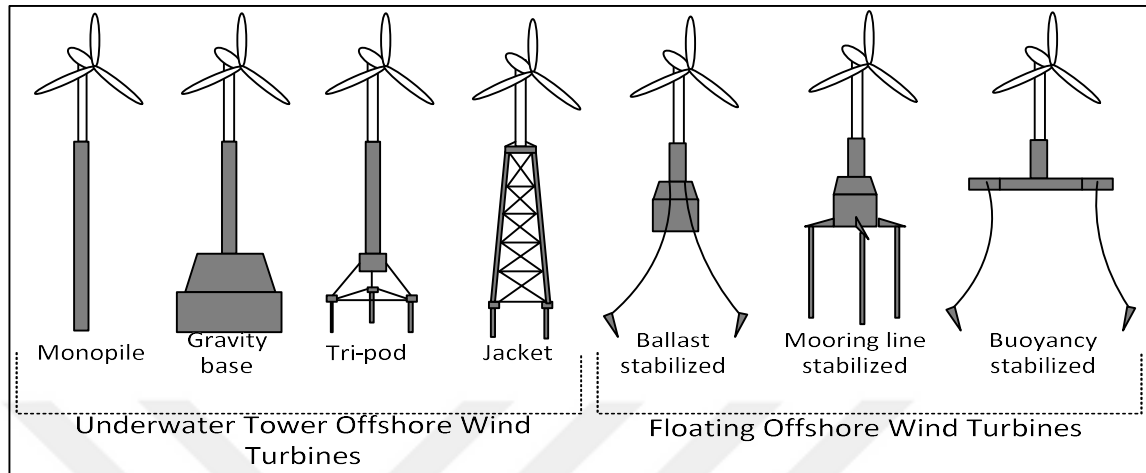 Monopile
Gravity
base
Tri-pod
Jacket
Ballast
stabilized
Mooring line
stabilized
Buoyancy
stabilized
Underwater Tower Offshore Wind
Turbines
Floating Offshore Wind Turbines